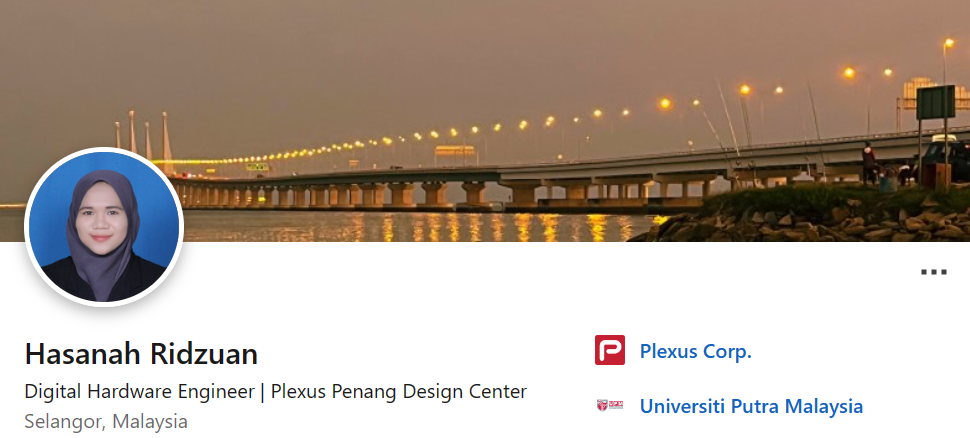 Hasanah Ridzuan
Digital Hardware Engineer | Plexus Penang Design Center
Selangor, Malaysia
Plexus Corp.
Universiti Putra Malaysia